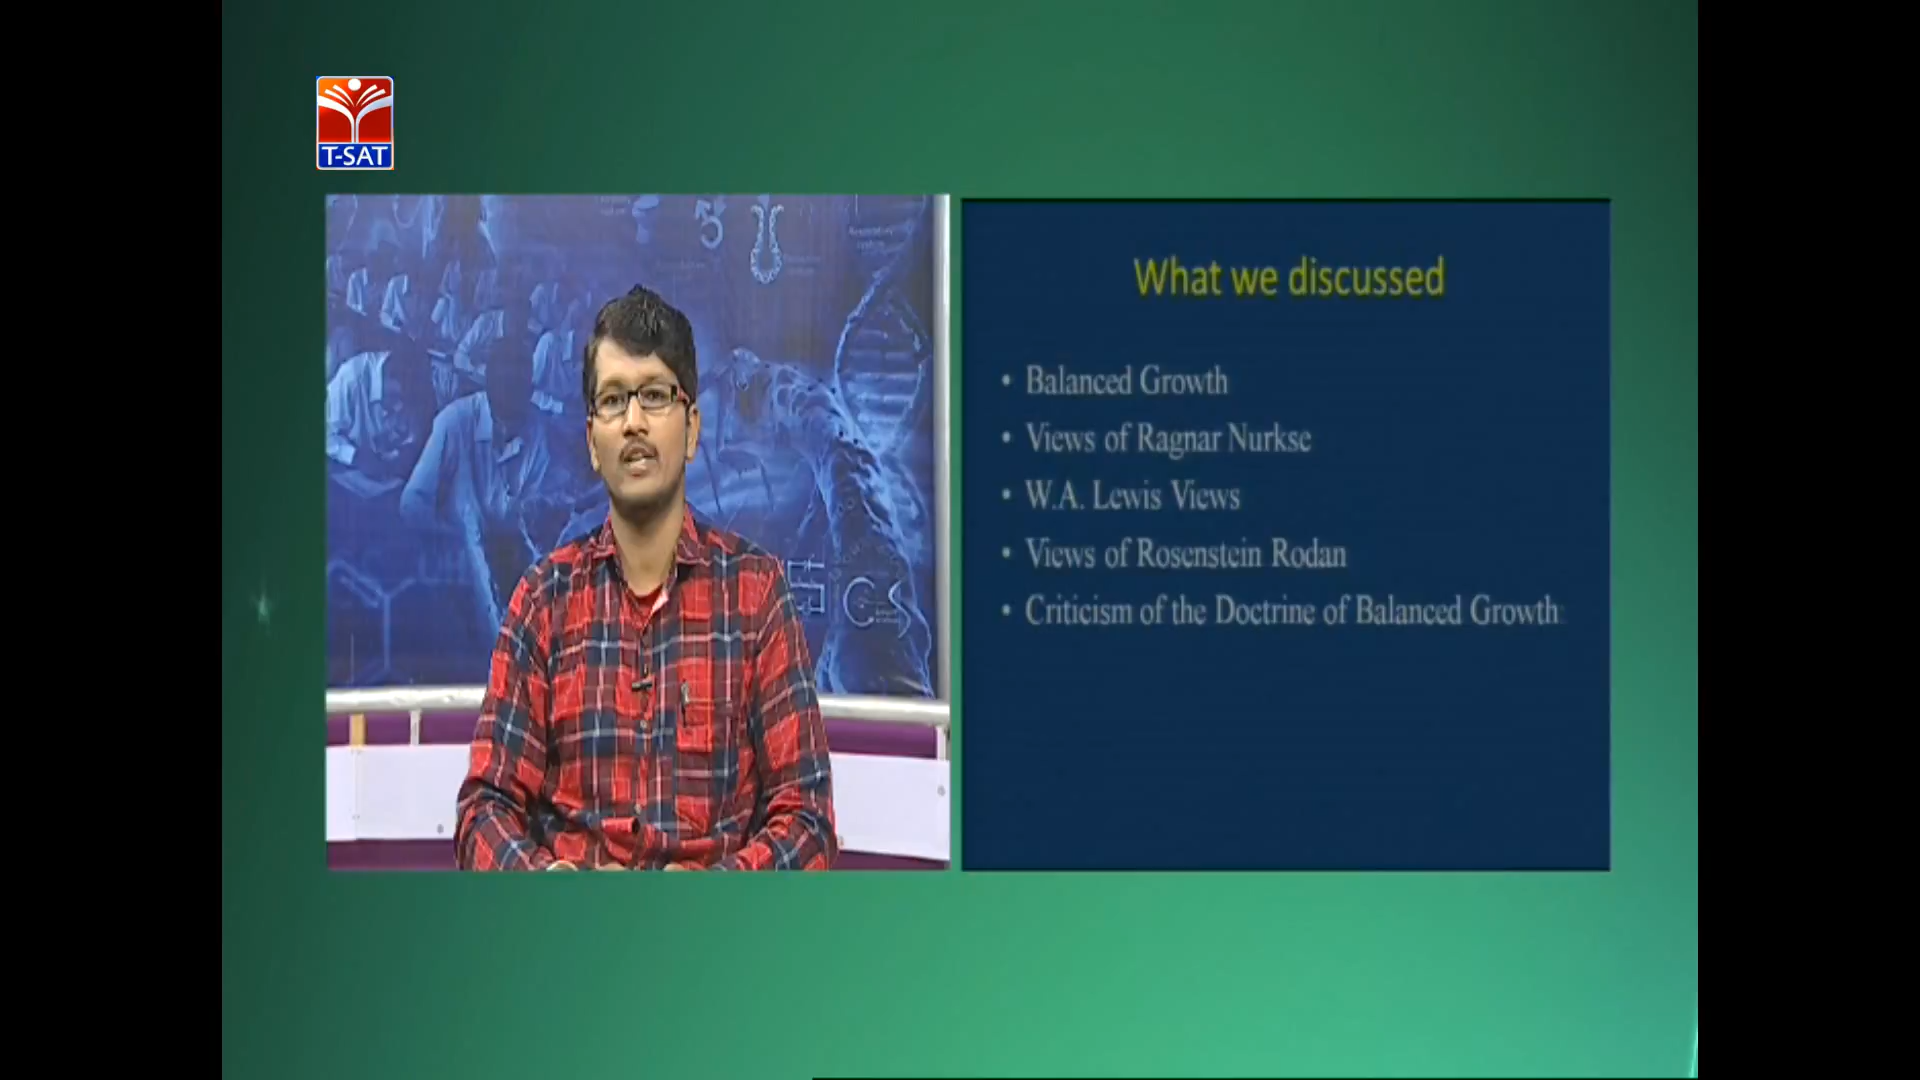 T-SAT
What we discussed
• Balanced Growth
• Views of Ragnar Nurkse
• W.A. Lewis Views
• Views of Rosenstein Rodan
• Criticism of the Doctrine of Balanced Growth: